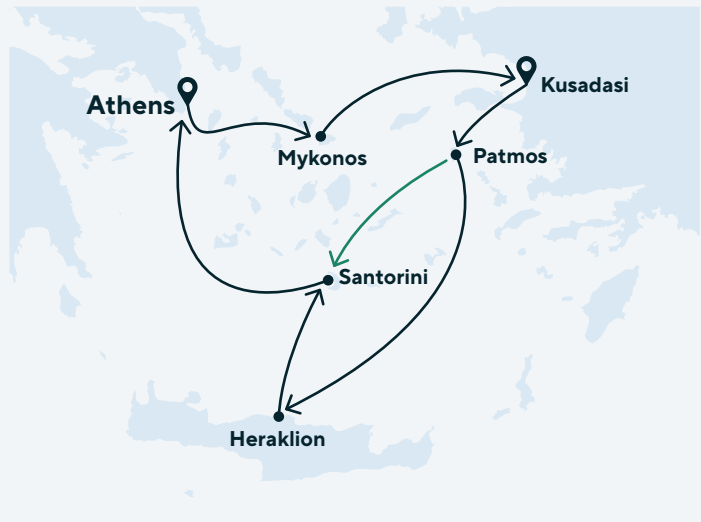 Kusadasi
Athens
Mykonos
Patmos
Santorini
Heraklion